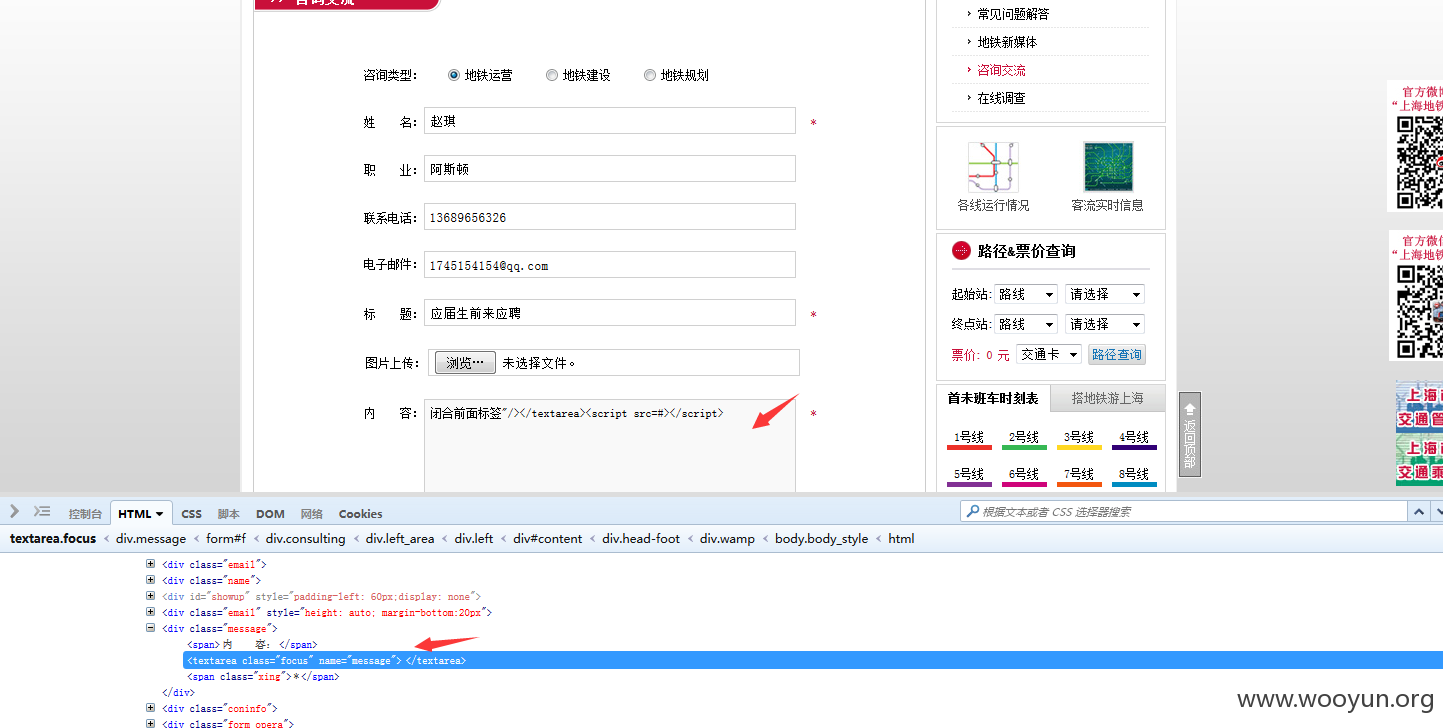 咨询交流
咨询类型： 地铁运营 地铁建设 地铁规划
姓 名： 赵琪 *
职 业： 阿斯顿
联系电话： 13689656326
电子邮件： 1745154154@qq.com
标 题： 应届生前来应聘 *
图片上传： 浏览… 未选择文件。
内 容： 闭合前面标签"/></textarea><script src=#></script> *
常见问题解答
地铁新媒体
咨询交流
在线调查
各线运行情况 客流实时信息
路径&票价查询
起始站: 路线 请选择
终点站: 路线 请选择
票价: 0 元 交通卡 路径查询
首末班车时刻表 搭地铁游上海
1号线 2号线 3号线 4号线
5号线 6号线 7号线 8号线
返回顶部
官方微博
“上海地铁
官方微信
“上海地铁
上海市
交通管
上海市
交通乘
控制台 HTML CSS 脚本 DOM 网络 Cookies 根据文本或者 CSS 选择器搜索
textarea.focus < div.message < form#f < div.consulting < div.left_area < div.left < div#content < div.head-foot < div.wamp < body.body_style < html
<div class="email">
<div class="name">
<div id="showup" style="padding-left: 60px;display: none">
<div class="email" style="height: auto; margin-bottom:20px">
<div class="message">
<span>内 容：</span>
<textarea class="focus" name="message"> </textarea>
<span class="xing">*</span>
</div>
<div class="coninfo">
<div class="form_opera">
www.wooyun.org